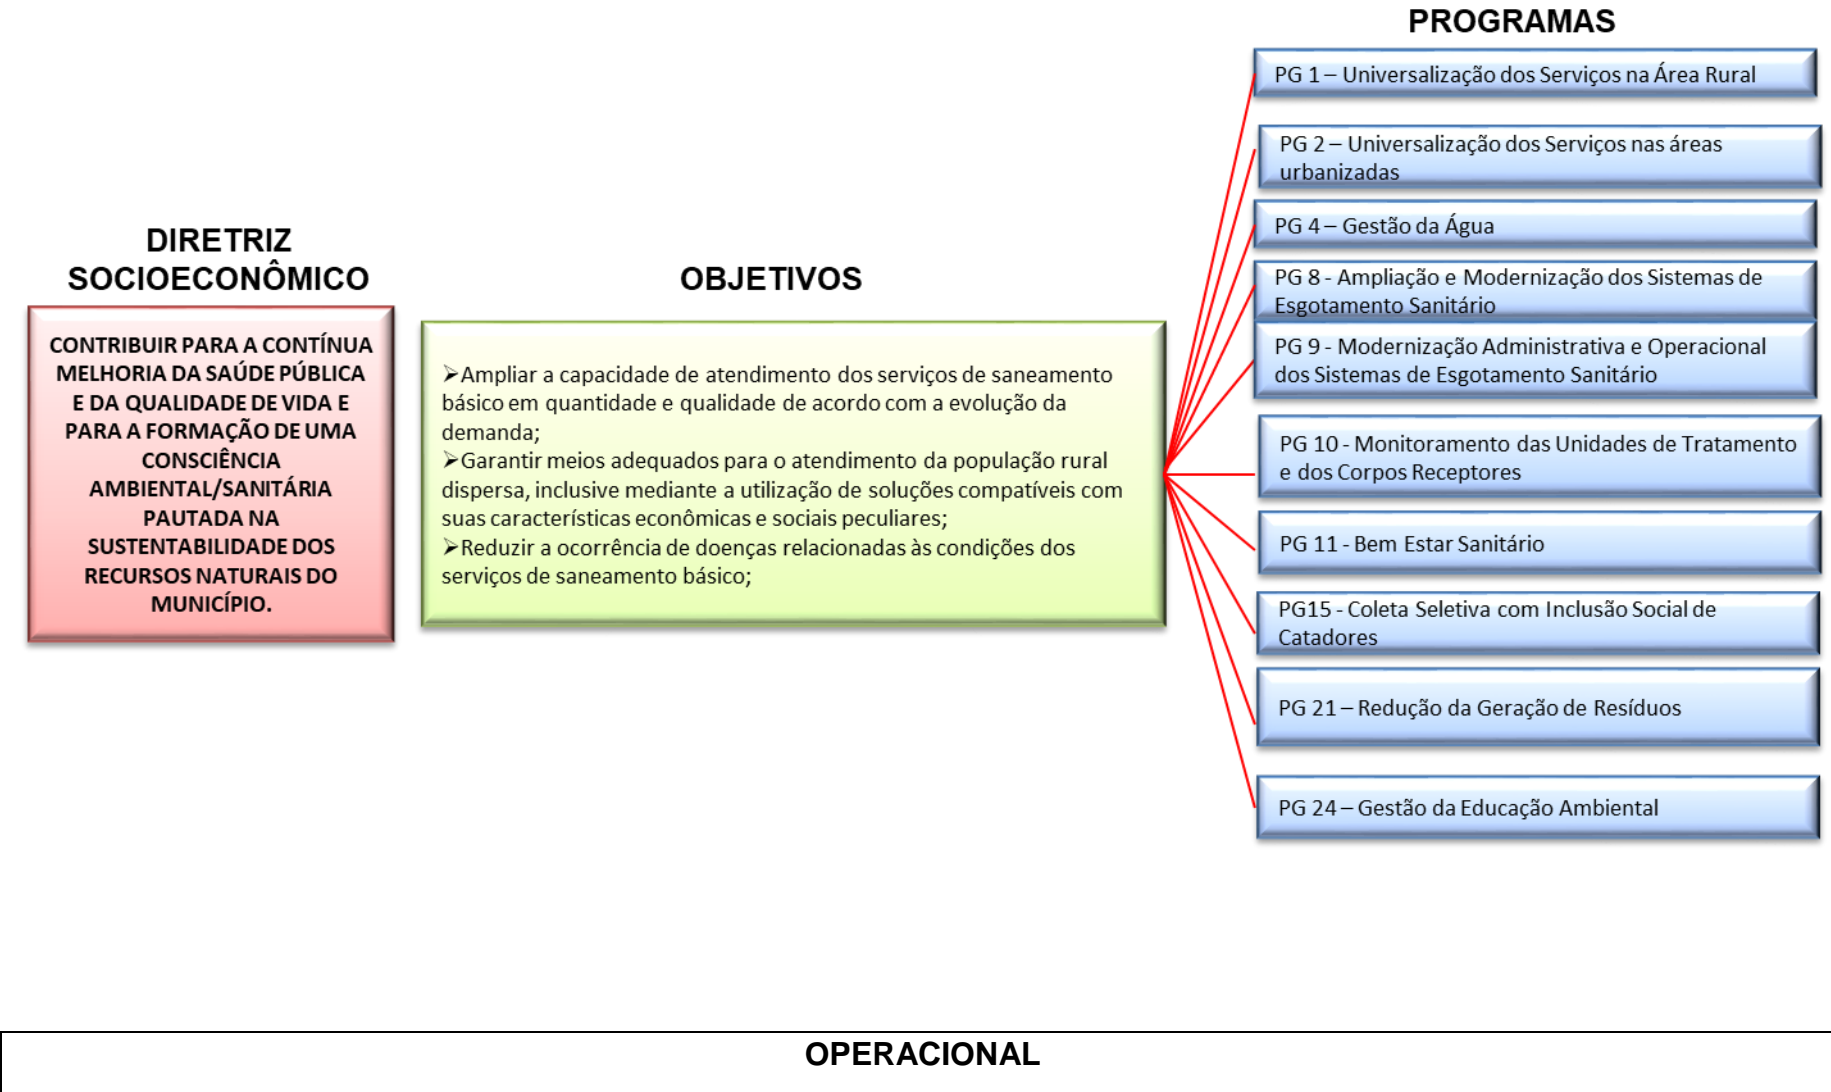 DIRETRIZ
SOCIOECONÔMICO
CONTRIBUIR PARA A CONTÍNUA
MELHORIA DA SAÚDE PÚBLICA
E DA QUALIDADE DE VIDA E
PARA A FORMAÇÃO DE UMA
CONSCIÊNCIA
AMBIENTAL/SANITÁRIA
PAUTADA NA
SUSTENTABILIDADE DOS
RECURSOS NATURAIS DO
MUNICÍPIO.
OBJETIVOS
➢Ampliar a capacidade de atendimento dos serviços de saneamento
básico em quantidade e qualidade de acordo com a evolução da
demanda;
➢Garantir meios adequados para o atendimento da população rural
dispersa, inclusive mediante a utilização de soluções compatíveis com
suas características econômicas e sociais peculiares;
➢Reduzir a ocorrência de doenças relacionadas às condições dos
serviços de saneamento básico;
PROGRAMAS
PG 1 – Universalização dos Serviços na Área Rural
PG 2 – Universalização dos Serviços nas áreas
urbanizadas
PG 4 – Gestão da Água
PG 8 - Ampliação e Modernização dos Sistemas de
Esgotamento Sanitário
PG 9 - Modernização Administrativa e Operacional
dos Sistemas de Esgotamento Sanitário
PG 10 - Monitoramento das Unidades de Tratamento
e dos Corpos Receptores
PG 11 - Bem Estar Sanitário
PG15 - Coleta Seletiva com Inclusão Social de
Catadores
PG 21 – Redução da Geração de Resíduos
PG 24 – Gestão da Educação Ambiental
OPERACIONAL